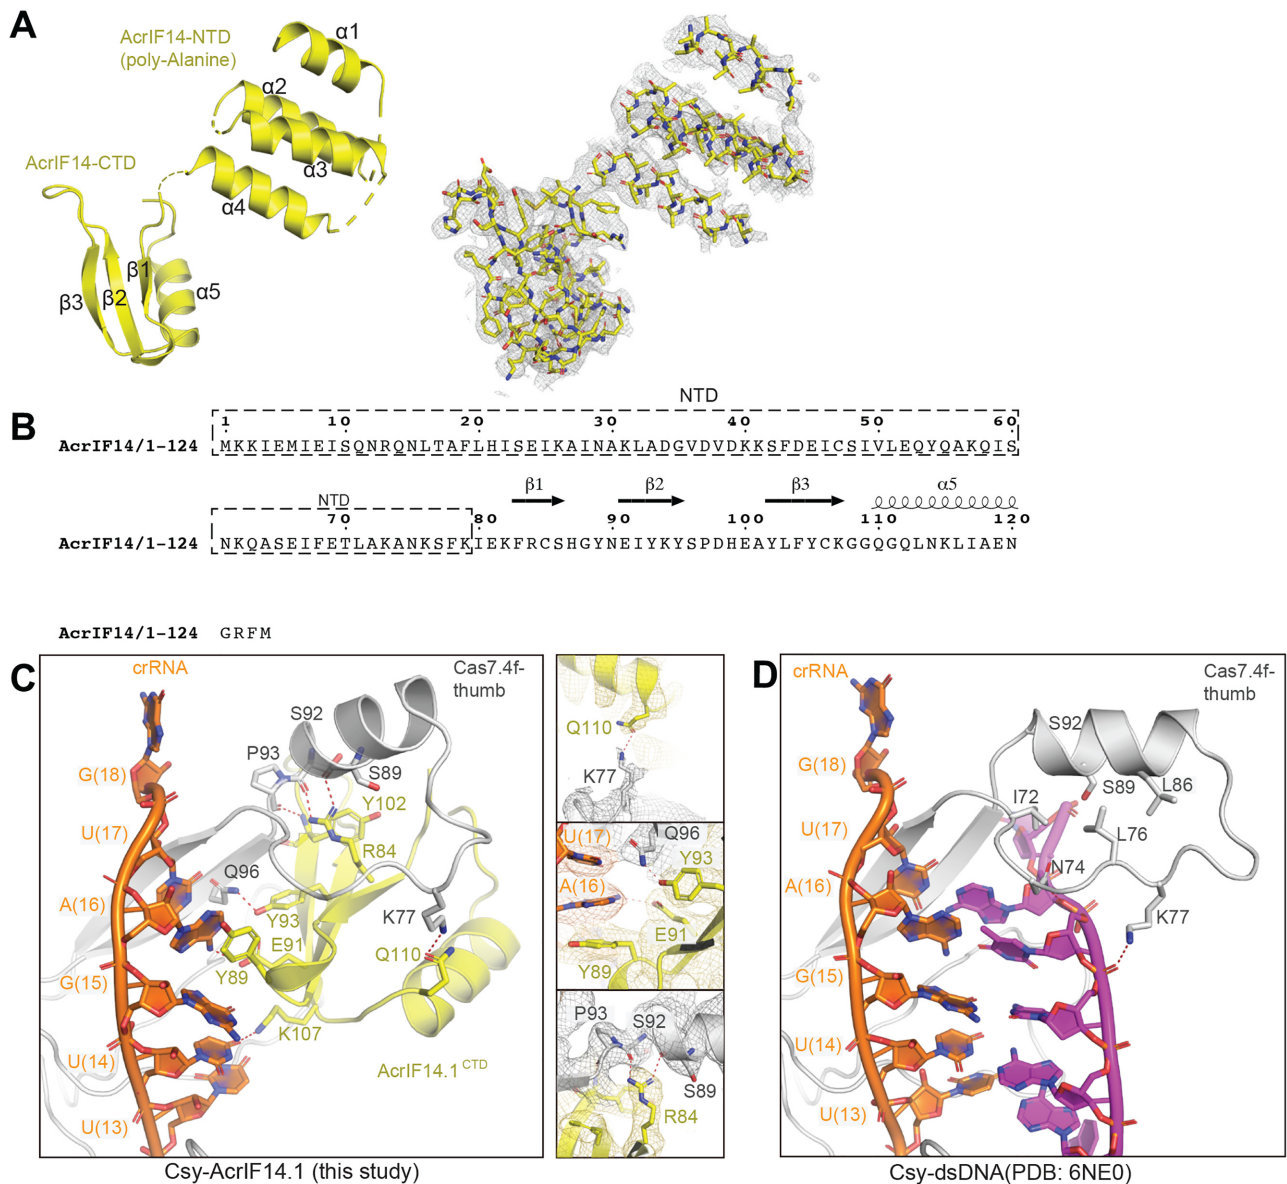 A
AcrIF14-NTD
(poly-Alanine)
α1
α2
α3
α4
AcrIF14-CTD
β1
β2
β3
α5
B
NTD
1 10 20 30 40 50 60
AcrIF14/1-124 MKKIEMIEISQNRQNLTAFLHISEIKAINAKLADGVDVDKKSFDEICSIVLEQYQAKQIS
β1 β2 β3 α5
NTD
70 80 90 100 110 120
AcrIF14/1-124 NKQASEIFETLAKANKSFKIEKFRCSHGYNEIYKYSPDHEAYLFYCKGGQGQLNKLIAEN
AcrIF14/1-124 GRFM
C
crRNA
Cas7.4f-
thumb
S92
P93
S89
G(18)
Y102
U(17)
R84
Q96
A(16)
Y93
K77
E91
Q110
Y89
G(15)
K107
U(14)
AcrIF14.1CTD
U(13)
Csy-AcrIF14.1 (this study)
Q110
K77
U(17)
Q96
Y93
A(16)
E91
Y89
P93
S92
S89
R84
D
crRNA
Cas7.4f-
thumb
S92
G(18)
S89
L86
I72
U(17)
L76
N74
A(16)
K77
G(15)
U(14)
U(13)
Csy-dsDNA(PDB: 6NE0)